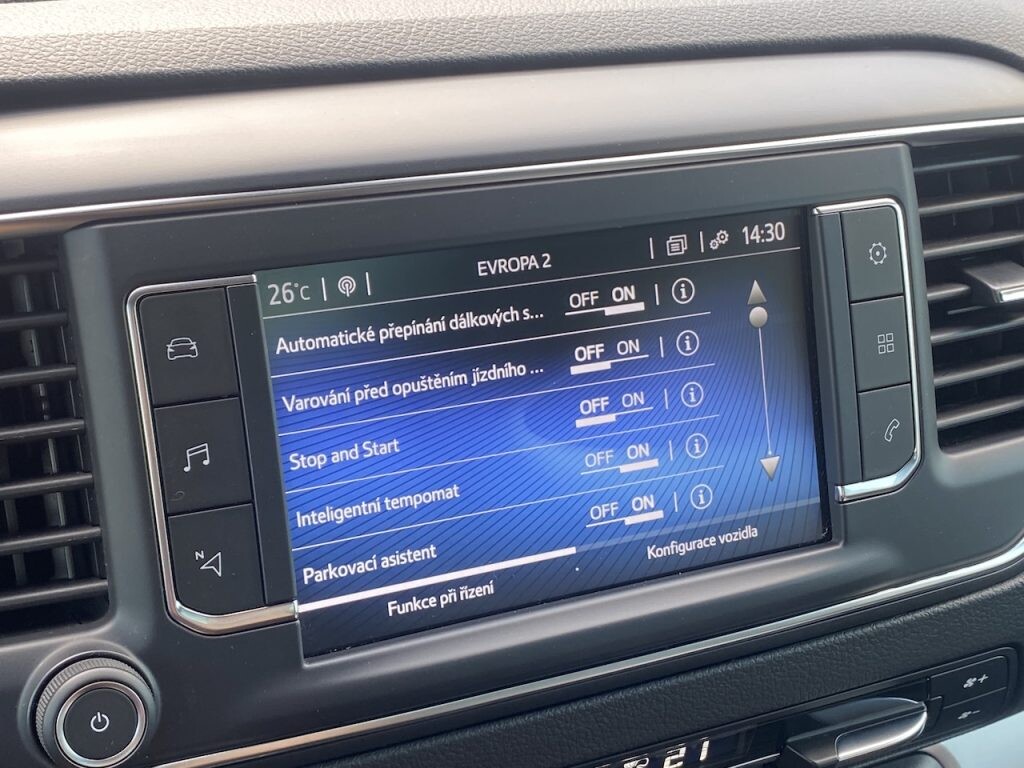 26°C EVROPA 2 14:30
Automatické přepínání dálkových s... OFF ON
Varování před opuštěním jízdního ... OFF ON
Stop and Start OFF ON
Inteligentní tempomat OFF ON
Parkovací asistent OFF ON
Funkce při řízení Konfigurace vozidla
N
21